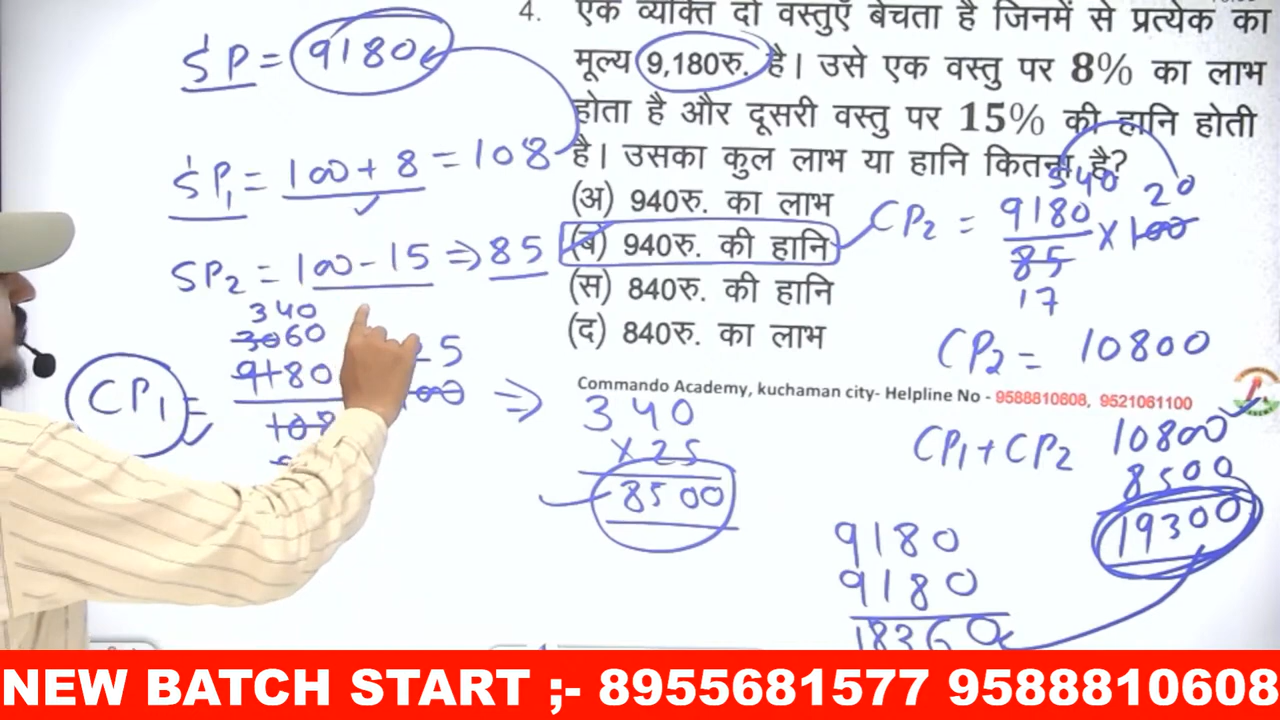 4. एक व्यक्ति दो वस्तुएँ बेचता है जिनमें से प्रत्येक का
मूल्य 9,180रु. है। उसे एक वस्तु पर 8% का लाभ
होता है और दूसरी वस्तु पर 15% की हानि होती
है। उसका कुल लाभ या हानि कितना है?
(अ) 940रु. का लाभ
(ब) 940रु. की हानि
(स) 840रु. की हानि
(द) 840रु. का लाभ
Commando Academy, kuchaman city- Helpline No - 9588810608, 9521061100
SP = 9180
SP1 = 100 + 8 = 108
SP2 = 100 - 15 ⇒ 85
340
3060
9180
CP1 =
108
25
100 ⇒
340
×25
8500
340 20
CP2 = 9180 × 100
85
17
CP2 = 10800
CP1 + CP2 10800
8500
19300
9180
9180
18360
NEW BATCH START ;- 8955681577 9588810608